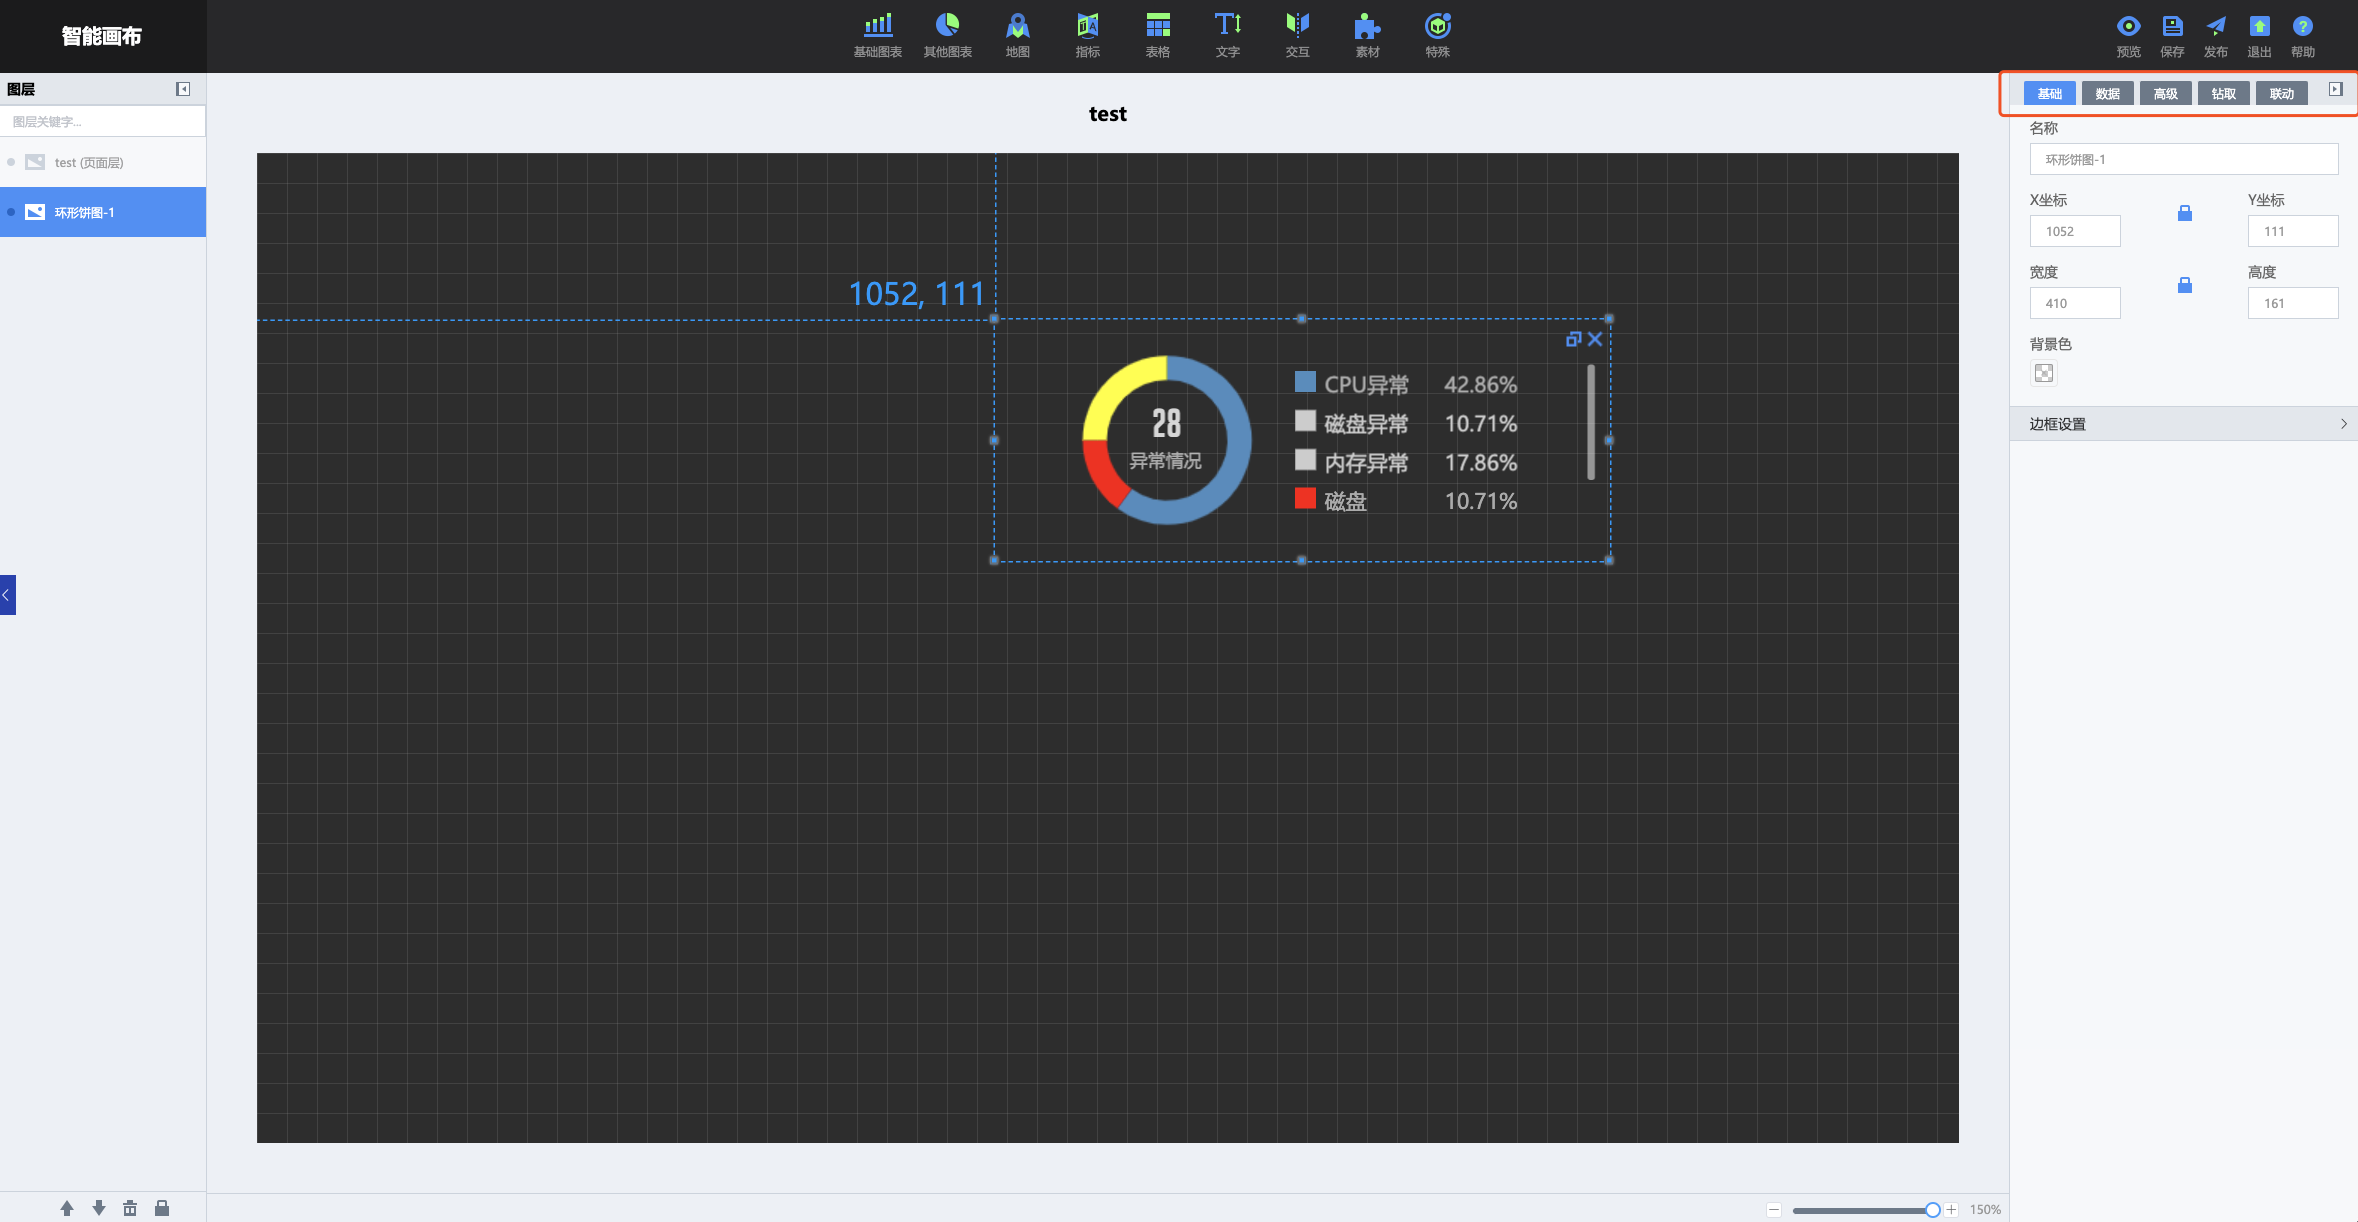 智能画布
基础图表 其他图表 地图 指标 表格 文字 交互 素材 特殊
预览 保存 发布 退出 帮助
图层
图层关键字...
test (页面层)
环形饼图-1
test
1052, 111
28
异常情况
CPU异常 42.86%
磁盘异常 10.71%
内存异常 17.86%
磁盘 10.71%
基础 数据 高级 钻取 联动
名称
环形饼图-1
X坐标 Y坐标
1052 111
宽度 高度
410 161
背景色
边框设置
150%